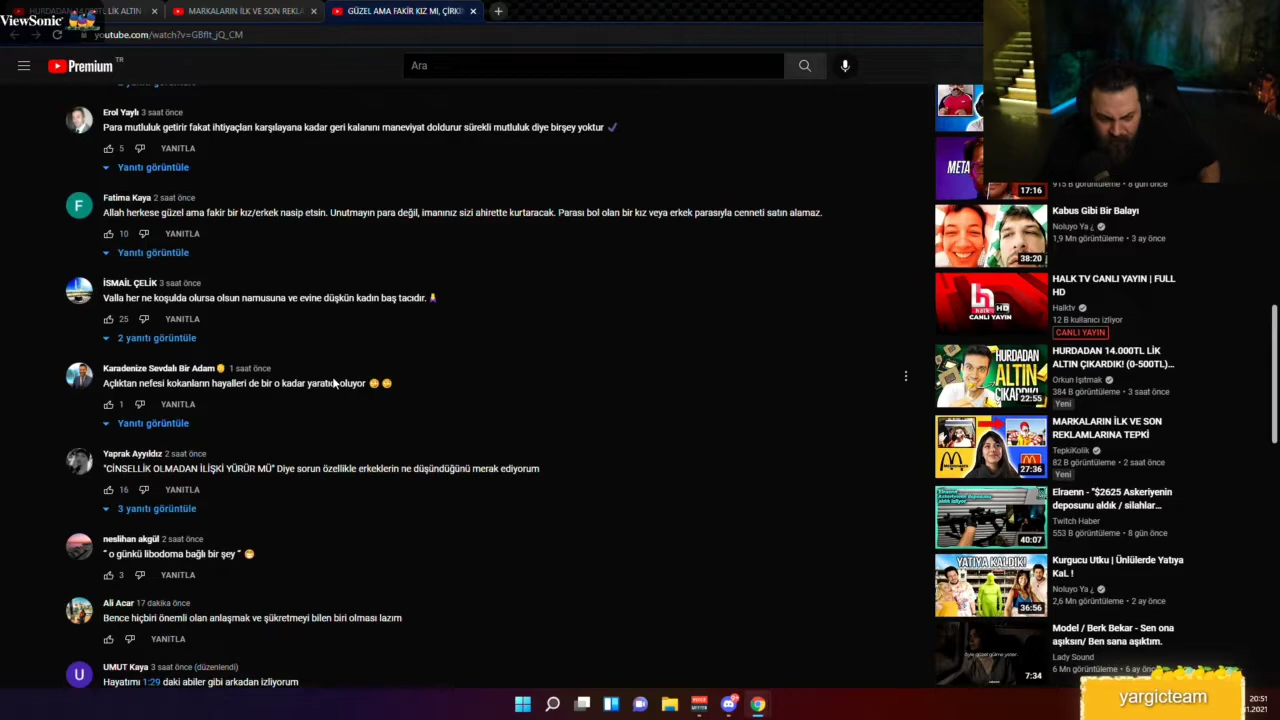 HURDADAN 14.000TL LİK ALTIN
MARKALARIN İLK VE SON REKLA
GÜZEL AMA FAKİR KIZ MI, ÇİRKİ
ViewSonic
youtube.com/watch?v=GBflt_jQ_CM
Premium TR
Ara
Erol Yaylı 3 saat önce
Para mutluluk getirir fakat ihtiyaçları karşılayana kadar geri kalanını maneviyat doldurur sürekli mutluluk diye birşey yoktur
5 YANITLA
Yanıtı görüntüle
F
Fatima Kaya 2 saat önce
Allah herkese güzel ama fakir bir kız/erkek nasip etsin. Unutmayın para değil, imanınız sizi ahirette kurtaracak. Parası bol olan bir kız veya erkek parasıyla cenneti satın alamaz.
10 YANITLA
Yanıtı görüntüle
İSMAİL ÇELİK 3 saat önce
Valla her ne koşulda olursa olsun namusuna ve evine düşkün kadın baş tacıdır.
25 YANITLA
2 yanıtı görüntüle
Karadenize Sevdalı Bir Adam 1 saat önce
Açlıktan nefesi kokanların hayalleri de bir o kadar yaratıcı oluyor
1 YANITLA
Yanıtı görüntüle
Yaprak Ayyıldız 2 saat önce
"CİNSELLİK OLMADAN İLİŞKİ YÜRÜR MÜ" Diye sorun özellikle erkeklerin ne düşündüğünü merak ediyorum
16 YANITLA
3 yanıtı görüntüle
neslihan akgül 2 saat önce
" o günkü libodoma bağlı bir şey "
3 YANITLA
Ali Acar 17 dakika önce
Bence hiçbiri önemli olan anlaşmak ve şükretmeyi bilen biri olması lazım
YANITLA
U
UMUT Kaya 3 saat önce (düzenlendi)
Hayatımı 1:29 daki abiler gibi arkadan izliyorum
META
17:16
915 B görüntüleme • 8 gün önce
38:20
Kabus Gibi Bir Balayı
Noluyo Ya ¿
1,9 Mn görüntüleme • 3 ay önce
HD
CANLI YAYIN
HALK TV CANLI YAYIN | FULL
HD
Halktv
12 B kullanıcı izliyor
CANLI YAYIN
HURDADAN
ALTIN
ÇIKARDIK!
22:55
HURDADAN 14.000TL LİK
ALTIN ÇIKARDIK! (0-500TL)...
Orkun Işıtmak
384 B görüntüleme • 3 saat önce
Yeni
27:36
MARKALARIN İLK VE SON
REKLAMLARINA TEPKİ
TepkiKolik
82 B görüntüleme • 2 saat önce
Yeni
40:07
Elraenn - "$2625 Askeriyenin
deposunu aldık / silahlar...
Twitch Haber
553 B görüntüleme • 8 gün önce
YATIYA KALDIK!
36:56
Kurgucu Utku | Ünlülerde Yatıya
KaL !
Noluyo Ya ¿
2,6 Mn görüntüleme • 2 ay önce
7:34
Model / Berk Bekar - Sen ona
aşıksın/ Ben sana aşıktım.
Lady Sound
6 Mn görüntüleme • 6 ay önce
yargicteam
20:51